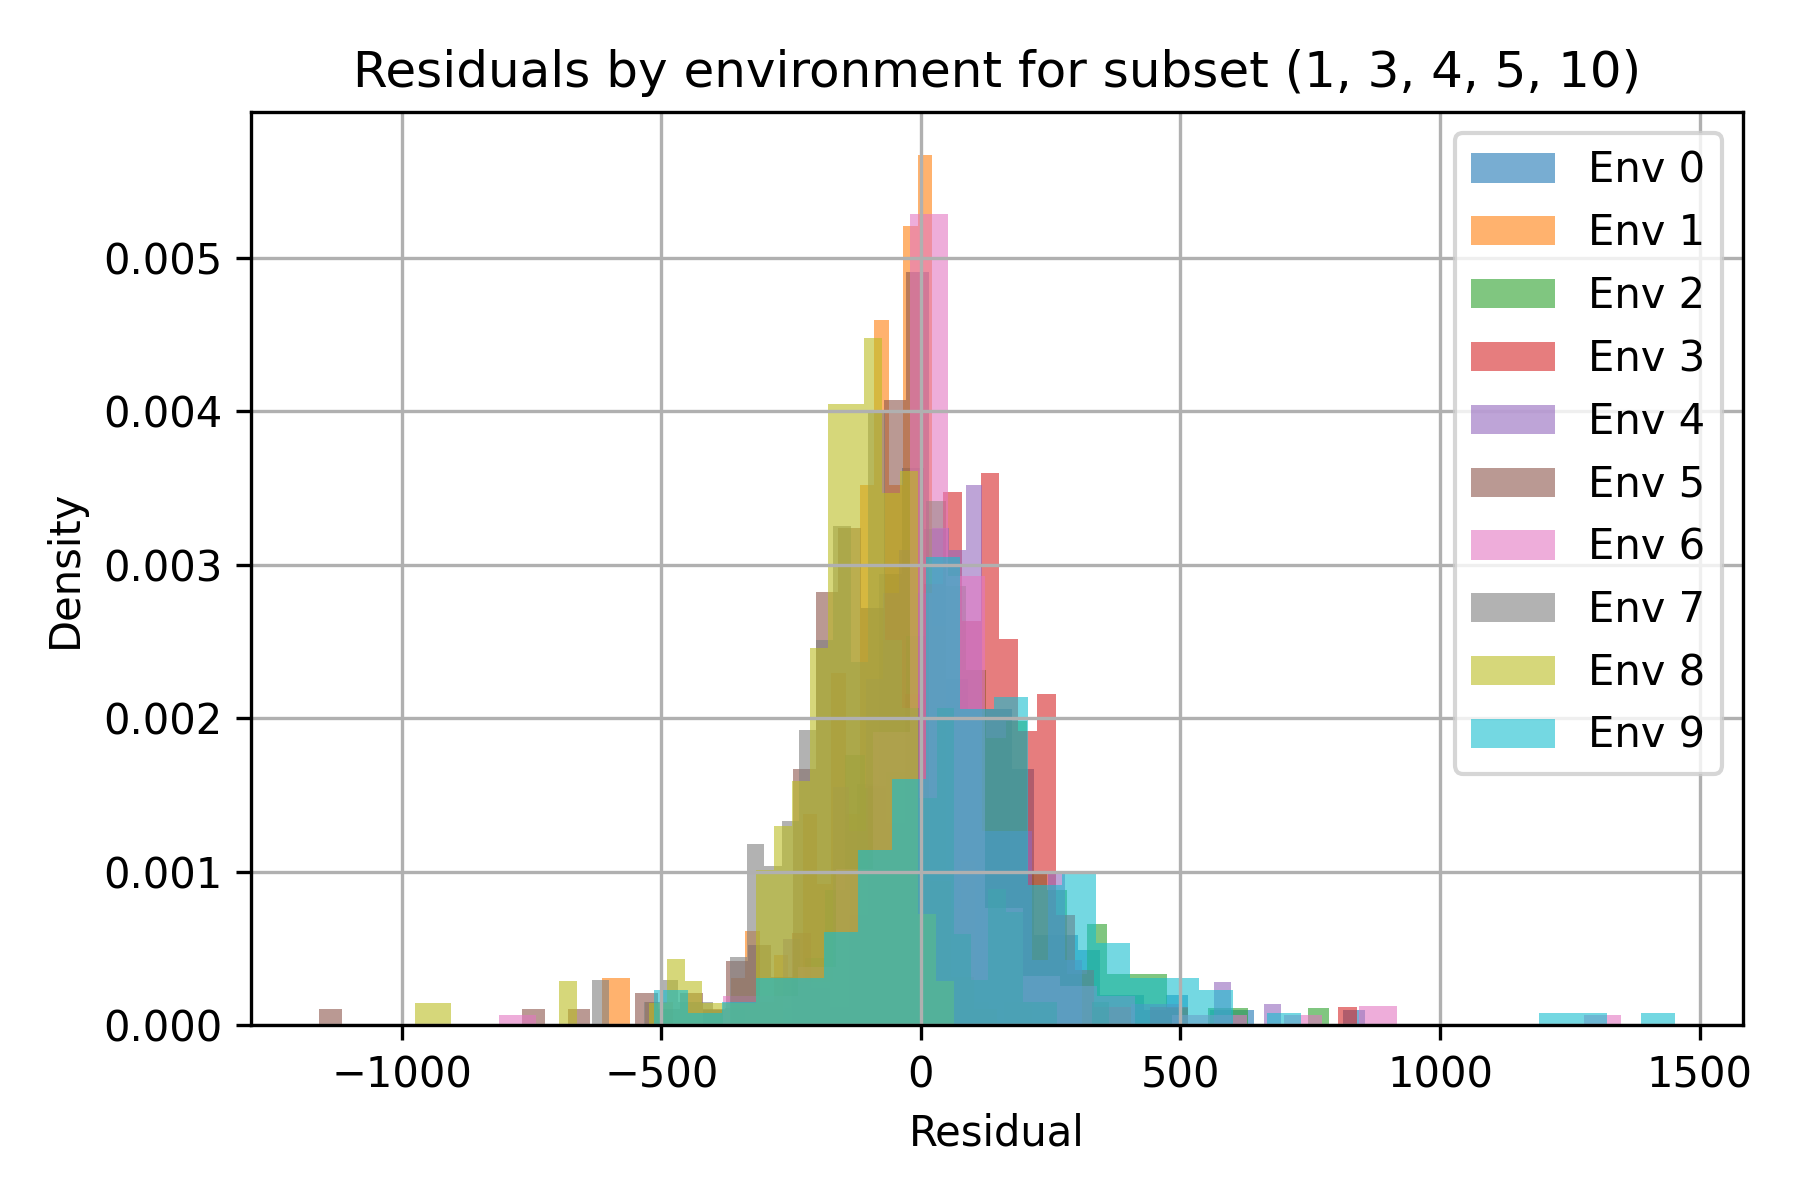 Residuals by environment for subset (1, 3, 4, 5, 10)
Density
0.005
0.004
0.003
0.002
0.001
0.000
−1000
−500
0
500
1000
1500
Residual
Env 0
Env 1
Env 2
Env 3
Env 4
Env 5
Env 6
Env 7
Env 8
Env 9